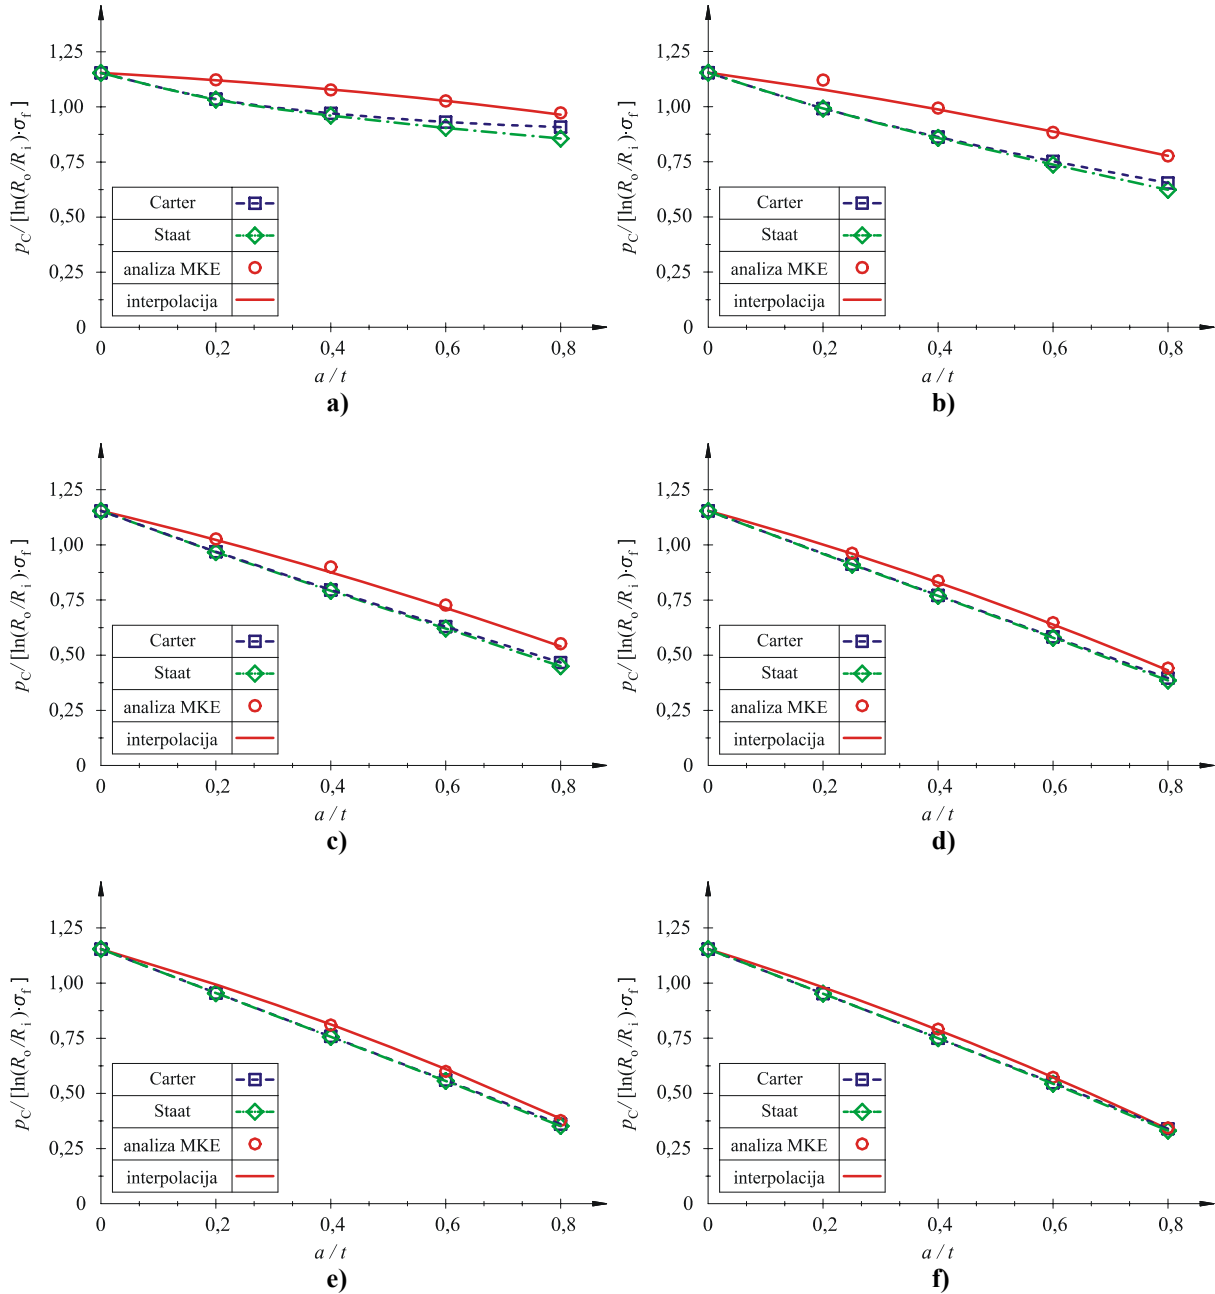 1,25
1,00
0,75
0,50
0,25
0
p_C/[ln(R_o/R_i)·σ_f]
Carter
Staat
analiza MKE
interpolacija
0 0,2 0,4 0,6 0,8
a/t
a)
1,25
1,00
0,75
0,50
0,25
0
p_C/[ln(R_o/R_i)·σ_f]
Carter
Staat
analiza MKE
interpolacija
0 0,2 0,4 0,6 0,8
a/t
b)
1,25
1,00
0,75
0,50
0,25
0
p_C/[ln(R_o/R_i)·σ_f]
Carter
Staat
analiza MKE
interpolacija
0 0,2 0,4 0,6 0,8
a/t
c)
1,25
1,00
0,75
0,50
0,25
0
p_C/[ln(R_o/R_i)·σ_f]
Carter
Staat
analiza MKE
interpolacija
0 0,2 0,4 0,6 0,8
a/t
d)
1,25
1,00
0,75
0,50
0,25
0
p_C/[ln(R_o/R_i)·σ_f]
Carter
Staat
analiza MKE
interpolacija
0 0,2 0,4 0,6 0,8
a/t
e)
1,25
1,00
0,75
0,50
0,25
0
p_C/[ln(R_o/R_i)·σ_f]
Carter
Staat
analiza MKE
interpolacija
0 0,2 0,4 0,6 0,8
a/t
f)